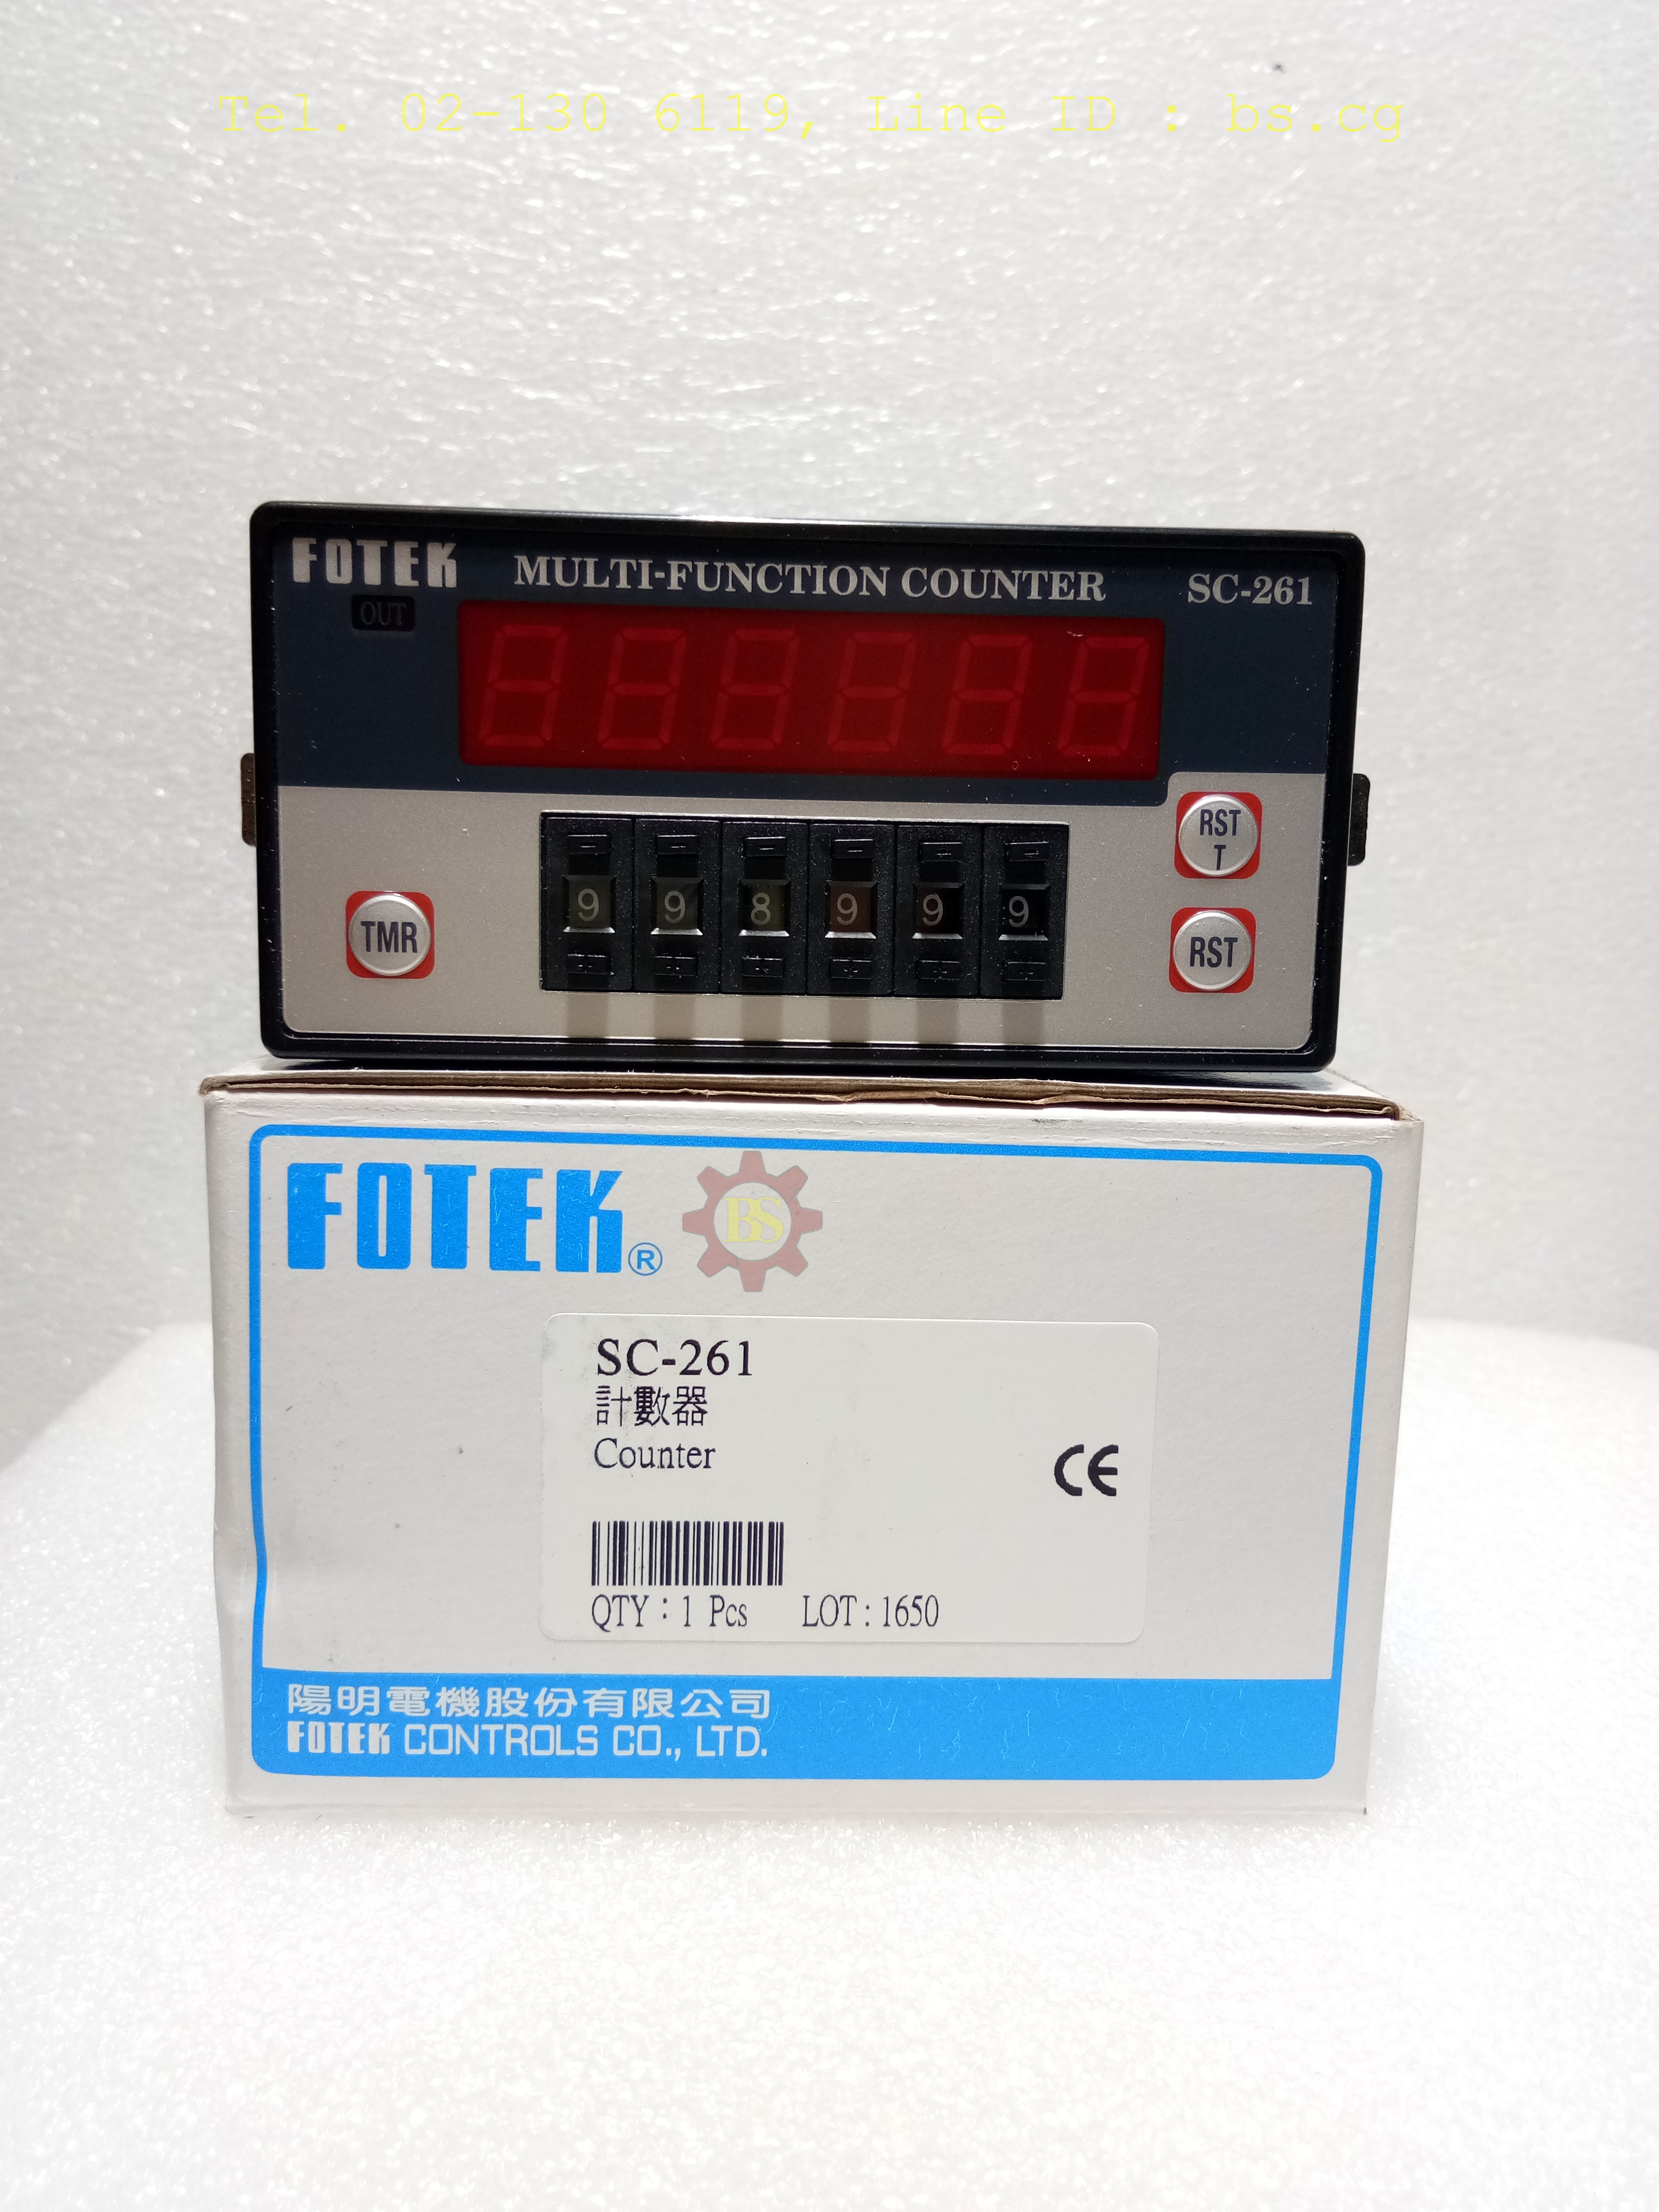 Tel. 02-130 6119, Line ID : bs.cg
FOTEK MULTI-FUNCTION COUNTER SC-261
OUT
RST
T
9 9 8 9 9 9
TMR
RST
FOTEK®
BS
SC-261
計數器
Counter
CE
QTY : 1 Pcs LOT : 1650
陽明電機股份有限公司
FOTEK CONTROLS CO., LTD.